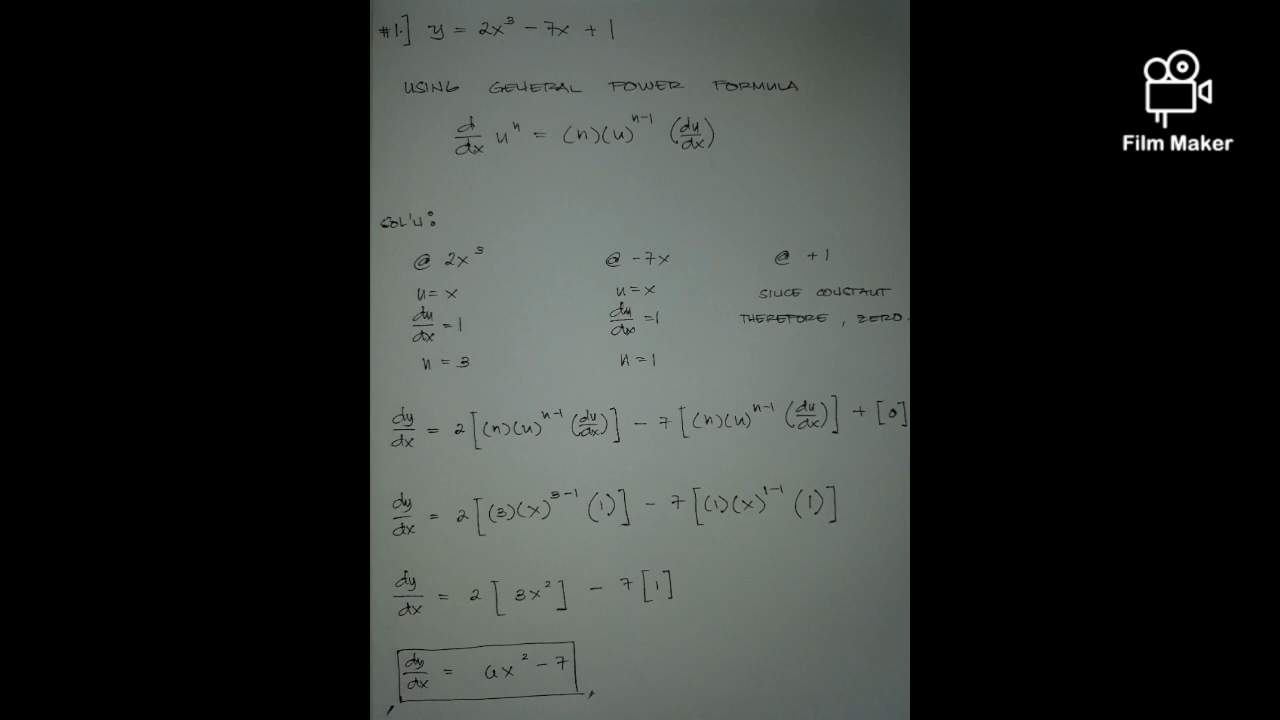 #1.] y = 2x³ - 7x + 1
USING GENERAL POWER FORMULA
d/dx uⁿ = (n)(u)ⁿ⁻¹ (du/dx)
SOL'N:
@ 2x³
u = x
du/dx = 1
n = 3
@ -7x
u = x
du/dx = 1
n = 1
@ +1
SINCE CONSTANT
THEREFORE, ZERO.
dy/dx = 2[(n)(u)ⁿ⁻¹(du/dx)] - 7[(n)(u)ⁿ⁻¹(du/dx)] + [0]
dy/dx = 2[(3)(x)³⁻¹(1)] - 7[(1)(x)¹⁻¹(1)]
dy/dx = 2[3x²] - 7[1]
dy/dx = 6x² - 7
Film Maker